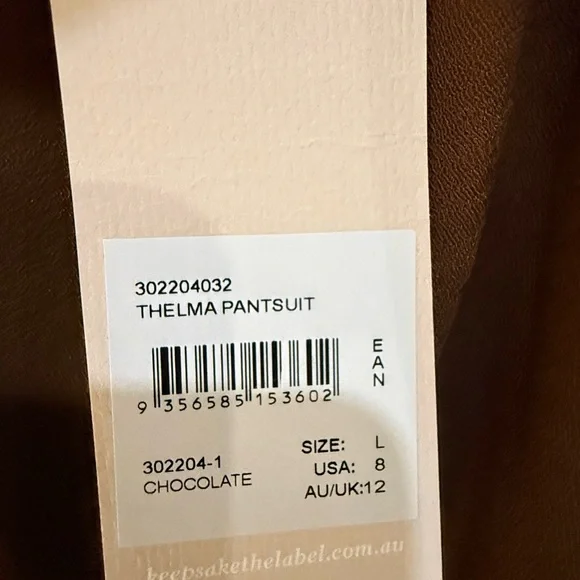 302204032
THELMA PANTSUIT
EAN
9 356585 153602
302204-1
CHOCOLATE
SIZE: L
USA: 8
AU/UK:12
keepsakethelabel.com.au